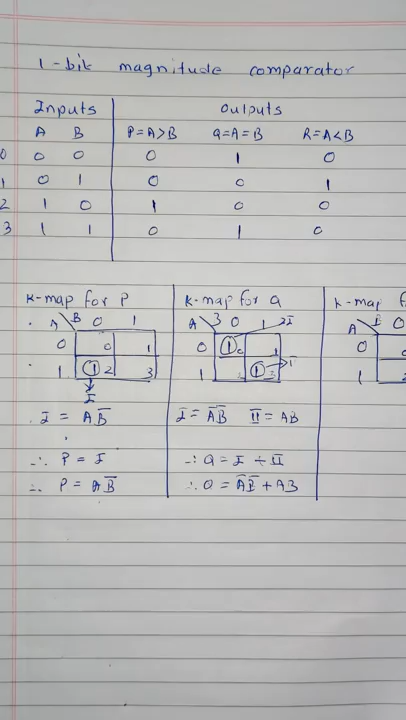 1-bit magnitude comparator
Inputs Outputs
A B P=A>B Q=A=B R=A<B
0 0 0 0 1 0
1 0 1 0 0 1
2 1 0 1 0 0
3 1 1 0 1 0
K-map for P K-map for Q K-map
A B 0 1
0 0 1
1 1 2 3
I
A B 0 1 I
0 1 0 1
1 2 1 3 II
A B 0
0
1
I = AB̅ I = A̅B̅ II = AB
∴ P = I ∴ Q = I + II
∴ P = AB̅ ∴ Q = A̅B̅ + AB